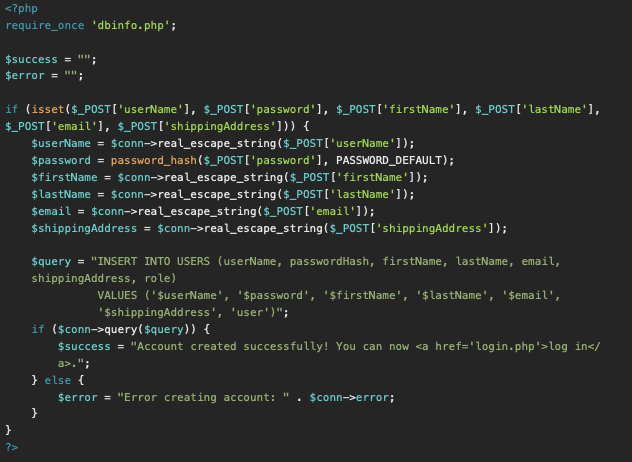 <?php
require_once 'dbinfo.php';

$success = "";
$error = "";

if (isset($_POST['userName'], $_POST['password'], $_POST['firstName'], $_POST['lastName'],
$_POST['email'], $_POST['shippingAddress'])) {
    $userName = $conn->real_escape_string($_POST['userName']);
    $password = password_hash($_POST['password'], PASSWORD_DEFAULT);
    $firstName = $conn->real_escape_string($_POST['firstName']);
    $lastName = $conn->real_escape_string($_POST['lastName']);
    $email = $conn->real_escape_string($_POST['email']);
    $shippingAddress = $conn->real_escape_string($_POST['shippingAddress']);

    $query = "INSERT INTO USERS (userName, passwordHash, firstName, lastName, email,
    shippingAddress, role)
              VALUES ('$userName', '$password', '$firstName', '$lastName', '$email',
              '$shippingAddress', 'user')";
    if ($conn->query($query)) {
        $success = "Account created successfully! You can now <a href='login.php'>log in</
        a>.";
    } else {
        $error = "Error creating account: " . $conn->error;
    }
}
?>